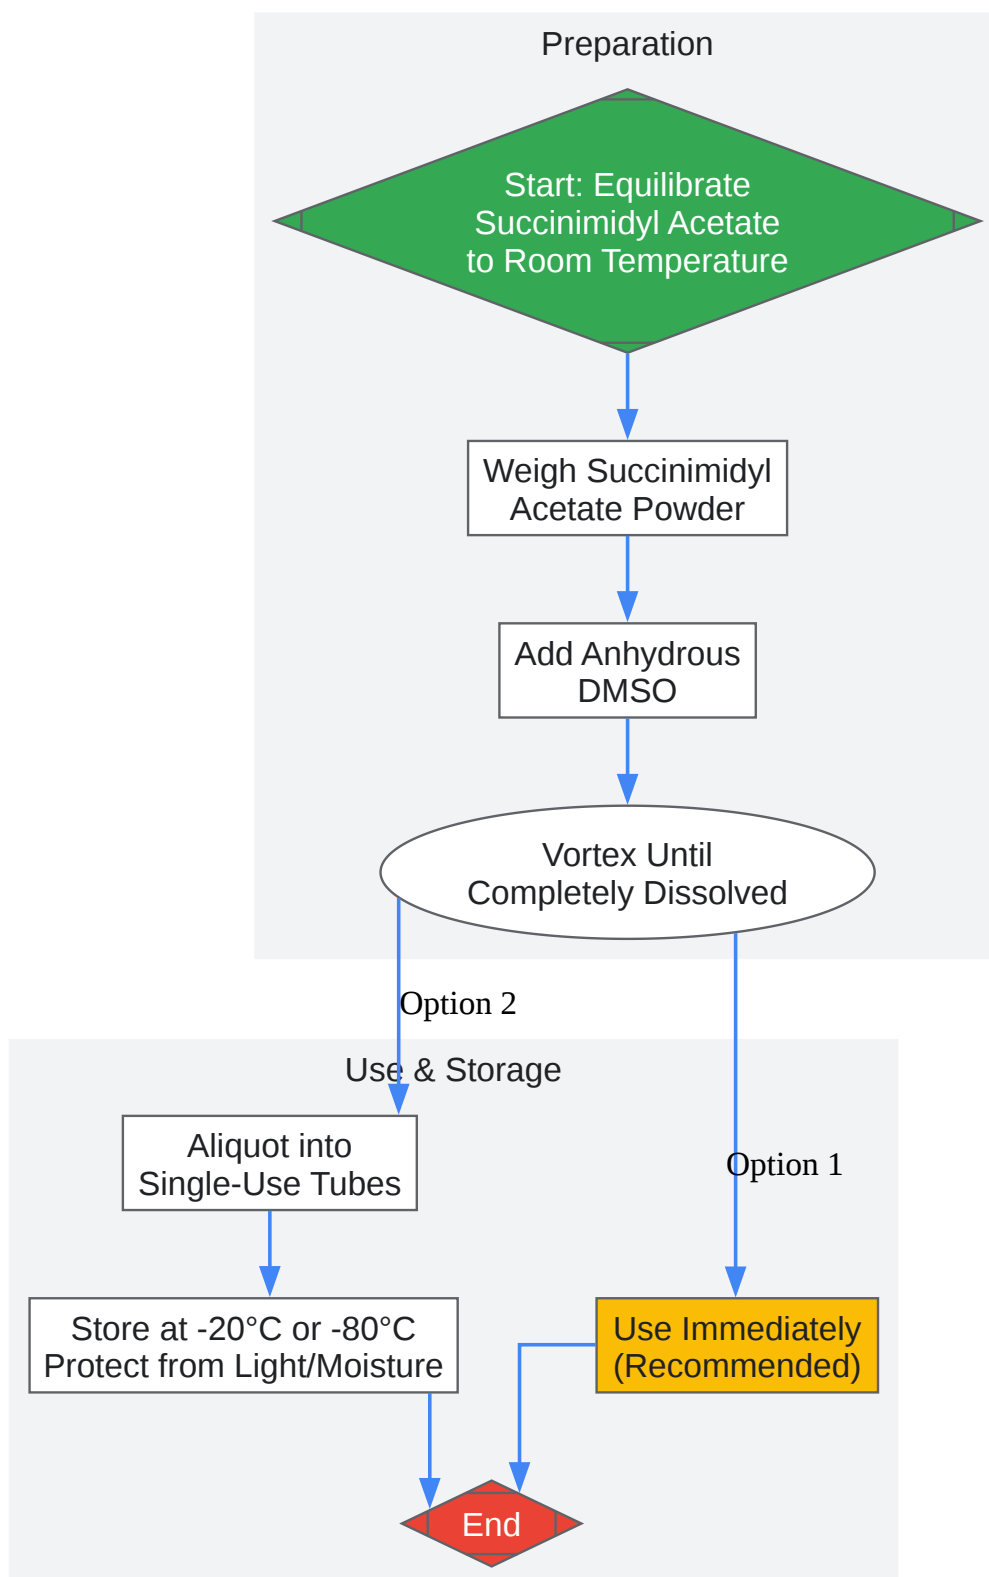 Preparation
Start: Equilibrate
Succinimidyl Acetate
to Room Temperature
Weigh Succinimidyl
Acetate Powder
Add Anhydrous
DMSO
Vortex Until
Completely Dissolved
Option 2
Use & Storage
Aliquot into
Single-Use Tubes
Option 1
Store at -20°C or -80°C
Protect from Light/Moisture
Use Immediately
(Recommended)
End